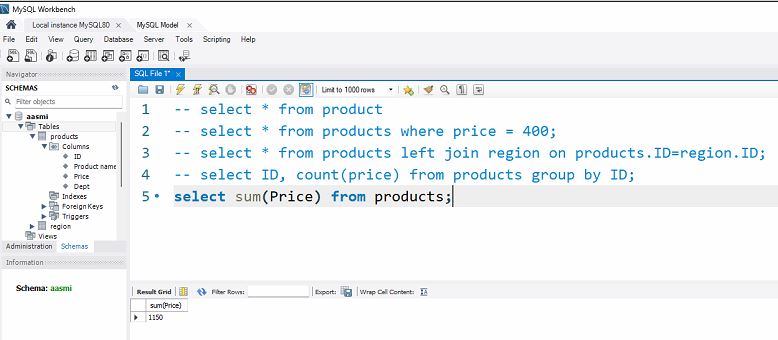 MySQL Workbench
Local instance MySQL80 × MySQL Model ×
File Edit View Query Database Server Tools Scripting Help
Navigator
SCHEMAS
Filter objects
aasmi
Tables
products
Columns
ID
Product name
Price
Dept
Indexes
Foreign Keys
Triggers
region
Views
Administration Schemas
Information
Schema: aasmi
SQL File 1* ×
Limit to 1000 rows
1 -- select * from product
2 -- select * from products where price = 400;
3 -- select * from products left join region on products.ID=region.ID;
4 -- select ID, count(price) from products group by ID;
5 select sum(Price) from products;
Result Grid Filter Rows: Export: Wrap Cell Content:
sum(Price)
1150